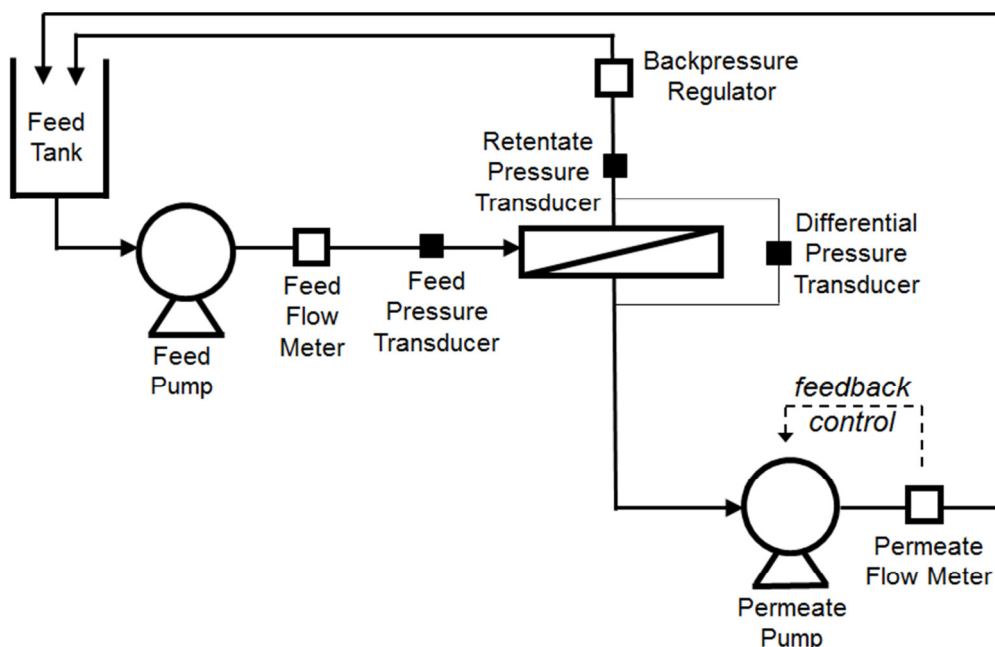 Backpressure
Regulator
Feed
Tank
Retentate
Pressure
Transducer
Differential
Pressure
Transducer
Feed
Flow
Meter
Feed
Pressure
Transducer
Feed
Pump
feedback
control
Permeate
Flow Meter
Permeate
Pump